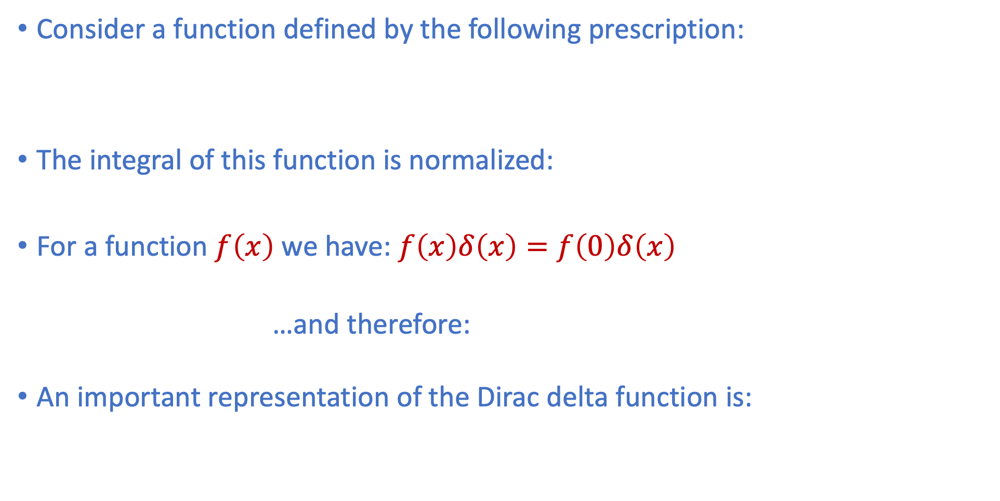 • Consider a function defined by the following prescription:
• The integral of this function is normalized:
• For a function 𝒇(𝒙) we have: 𝒇(𝒙)𝜹(𝒙) = 𝒇(𝟎)𝜹(𝒙)
…and therefore:
• An important representation of the Dirac delta function is: